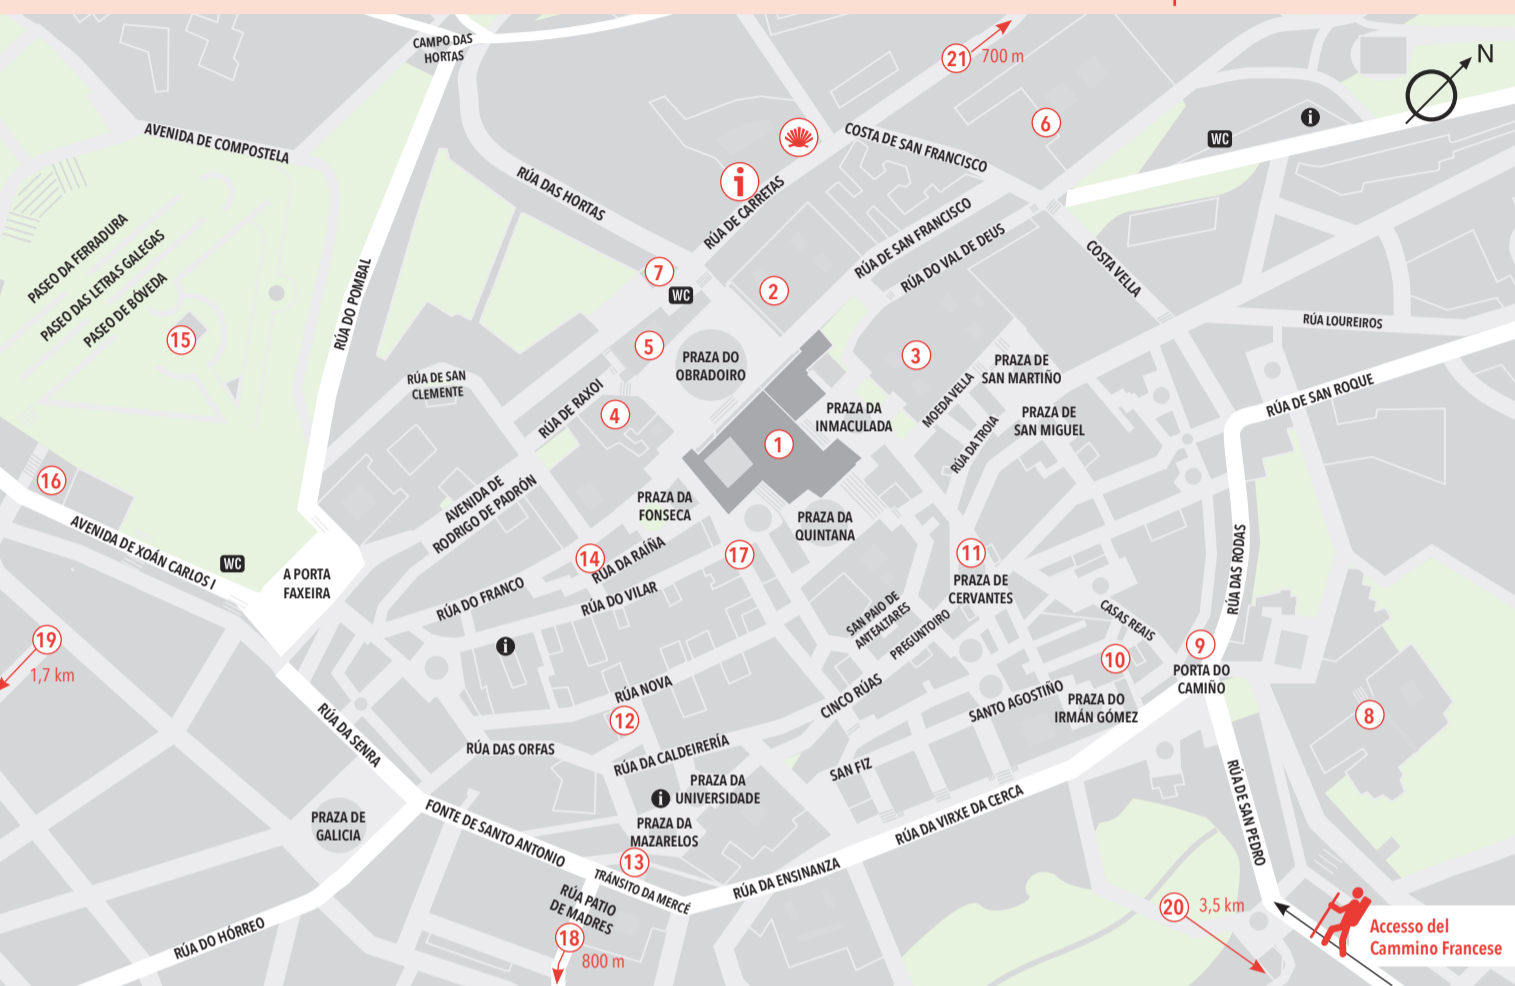 CAMPO DAS
HORTAS
21
700 m
N
6
AVENIDA DE COMPOSTELA
COSTA DE SAN FRANCISCO
WC
i
i
RÚA DAS HORTAS
RÚA DE CARRETAS
RÚA DE SAN FRANCISCO
RÚA DO VAL DE DEUS
COSTA VELLA
PASEO DA FERRADURA
PASEO DAS LETRAS GALEGAS
PASEO DE BÓVEDA
RÚA DO POMBAL
7
WC
2
15
5
PRAZA DO
OBRADOIRO
3
RÚA LOUREIROS
PRAZA DE
SAN MARTIÑO
RÚA DE SAN
CLEMENTE
RÚA DE RAXOI
4
MOEDA VELLA
PRAZA DA
INMACULADA
PRAZA DE
SAN MIGUEL
RÚA DE SAN ROQUE
1
RÚA DA TROIA
16
AVENIDA DE
RODRIGO DE PADRÓN
PRAZA DA
FONSECA
PRAZA DA
QUINTANA
AVENIDA DE XOÁN CARLOS I
WC
A PORTA
FAXEIRA
14
RÚA DA RAÍÑA
17
11
PRAZA DE
CERVANTES
RÚA DAS RODAS
RÚA DO FRANCO
RÚA DO VILAR
SAN PAIO DE
ANTEALTARES
PREGUNTOIRO
CASAS REAIS
19
1,7 km
i
9
PORTA DO
CAMIÑO
10
RÚA NOVA
CINCO RÚAS
SANTO AGOSTIÑO
PRAZA DO
IRMÁN GÓMEZ
8
12
RÚA DA SENRA
RÚA DAS ORFAS
RÚA DA CALDEIRERÍA
SAN FIZ
PRAZA DA
UNIVERSIDADE
i
RÚA DE SAN PEDRO
PRAZA DE
GALICIA
FONTE DE SANTO ANTONIO
PRAZA DA
MAZARELOS
RÚA DA VIRXE DA CERCA
13
TRÁNSITO DA MERCÉ
RÚA DA ENSINANZA
RÚA PATIO
DE MADRES
20
3,5 km
RÚA DO HÓRREO
18
800 m
Accesso del
Cammino Francese